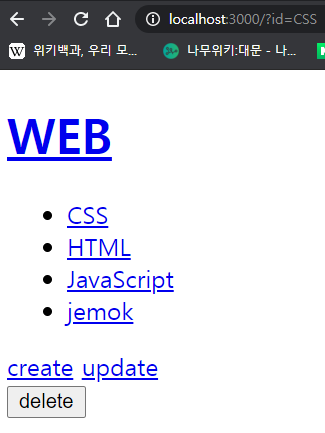 localhost:3000/?id=CSS
W 위키백과, 우리 모... 나무위키:대문 - 나...
WEB
CSS
HTML
JavaScript
jemok
create update
delete